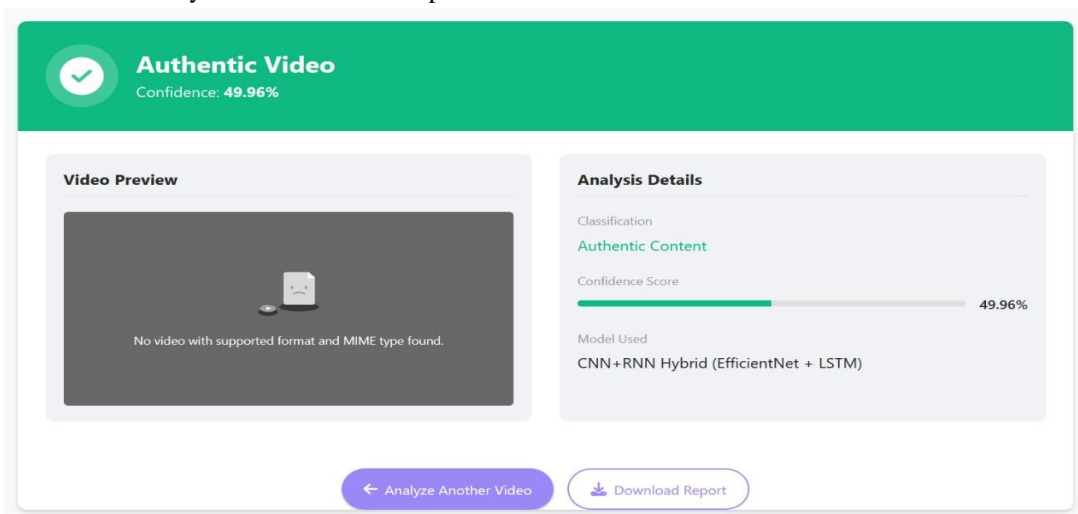 Authentic Video
Confidence: 49.96%
Video Preview
No video with supported format and MIME type found.
Analysis Details
Classification
Authentic Content
Confidence Score
49.96%
Model Used
CNN+RNN Hybrid (EfficientNet + LSTM)
← Analyze Another Video
Download Report